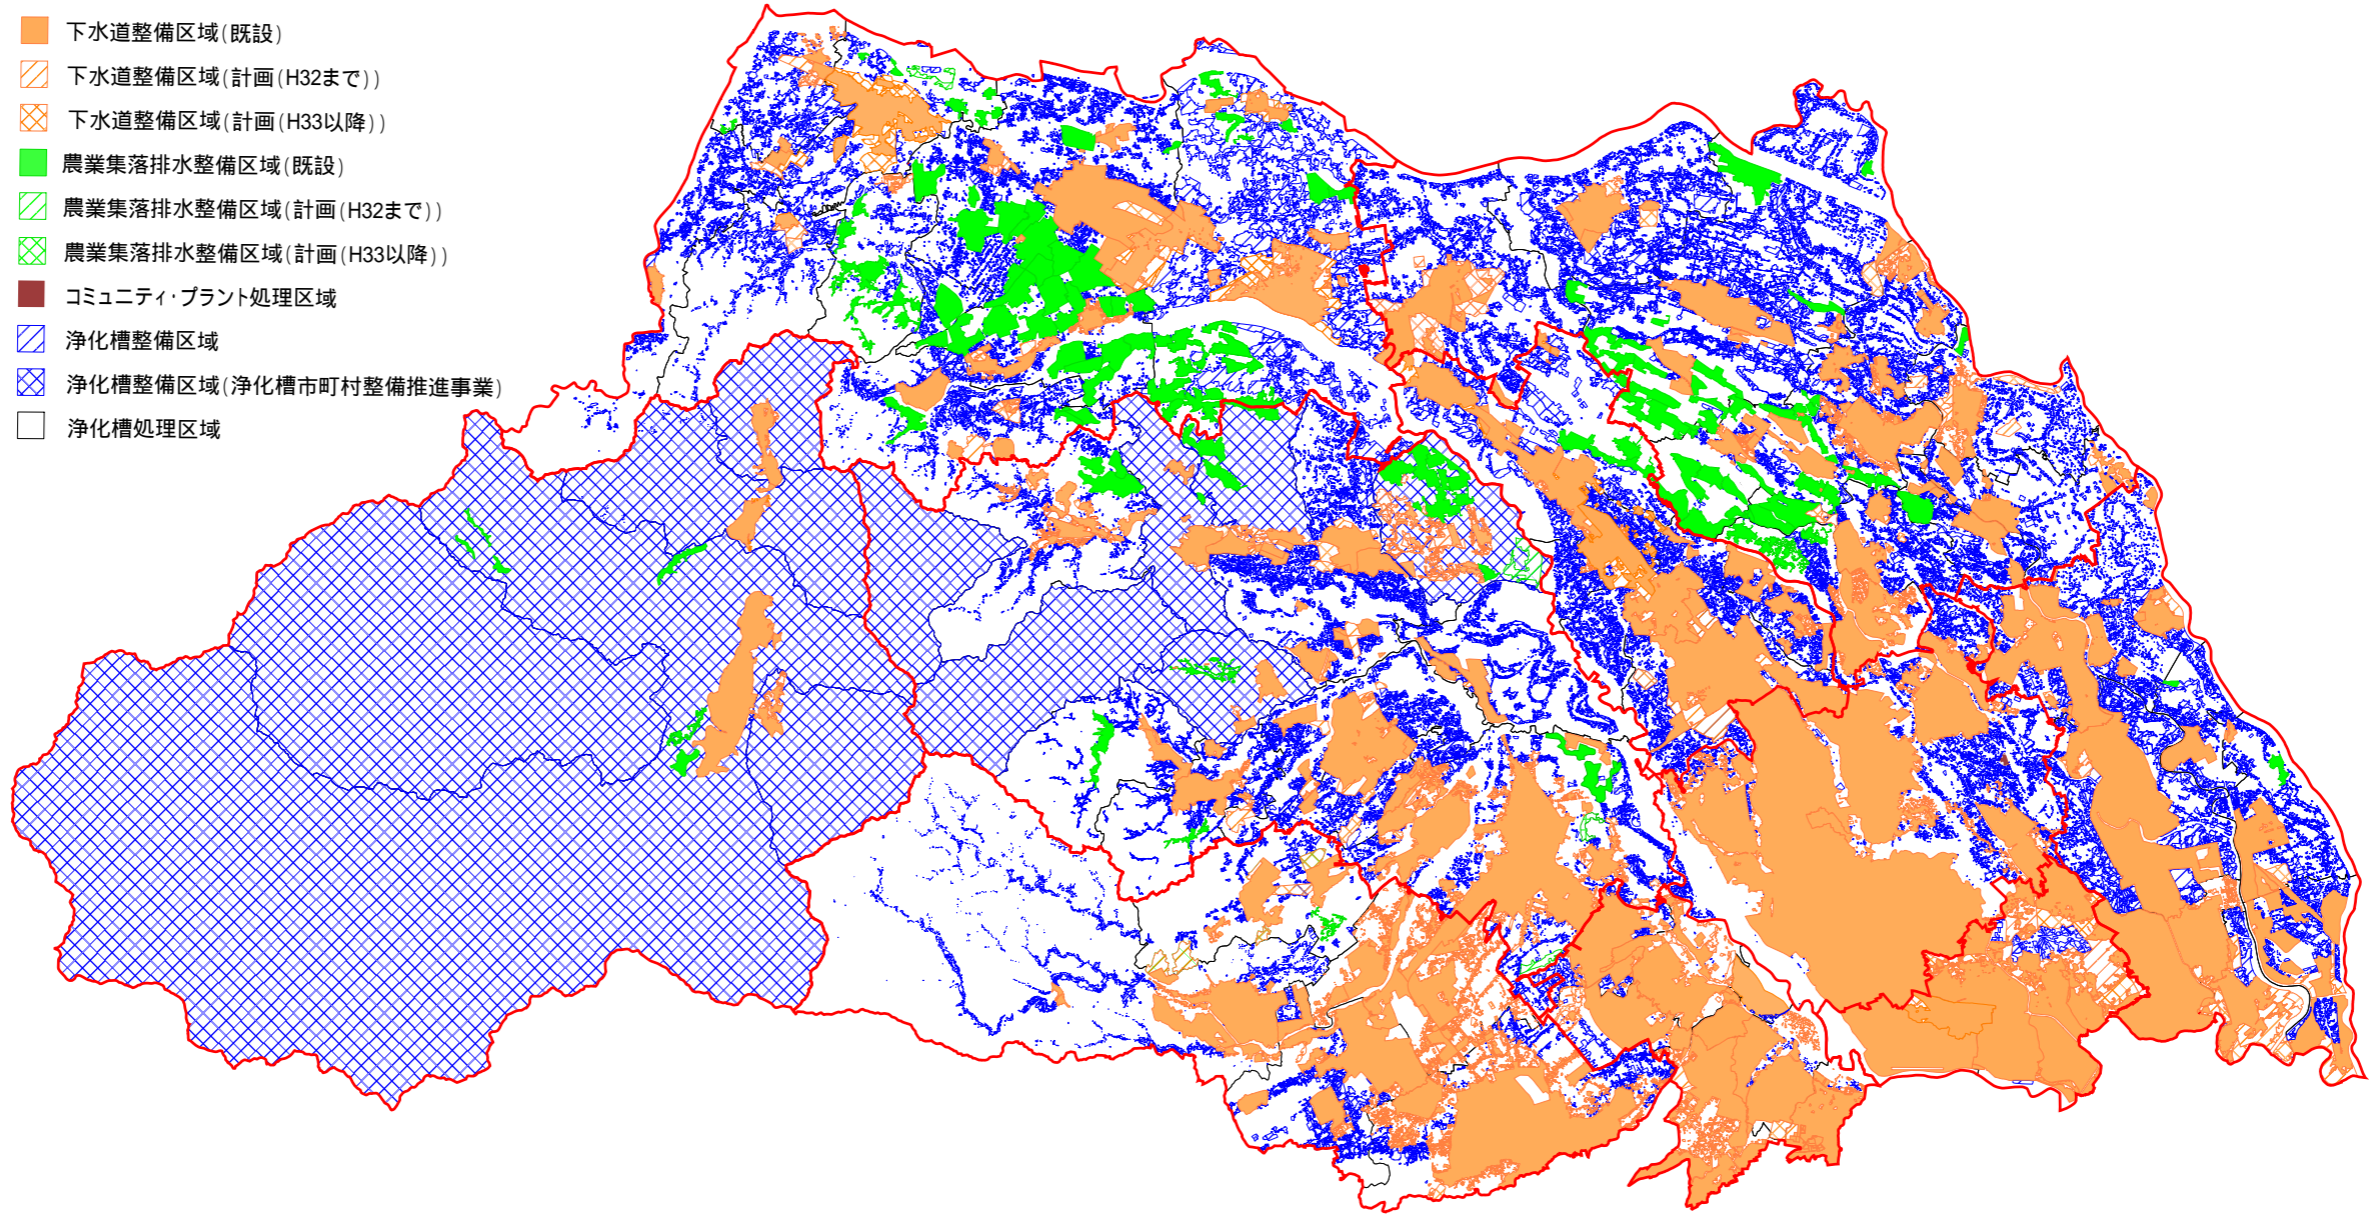 下水道整備区域(既設)
下水道整備区域(計画(H32まで))
下水道整備区域(計画(H33以降))
農業集落排水整備区域(既設)
農業集落排水整備区域(計画(H32まで))
農業集落排水整備区域(計画(H33以降))
コミュニティ・プラント処理区域
浄化槽整備区域
浄化槽整備区域(浄化槽市町村整備推進事業)
浄化槽処理区域